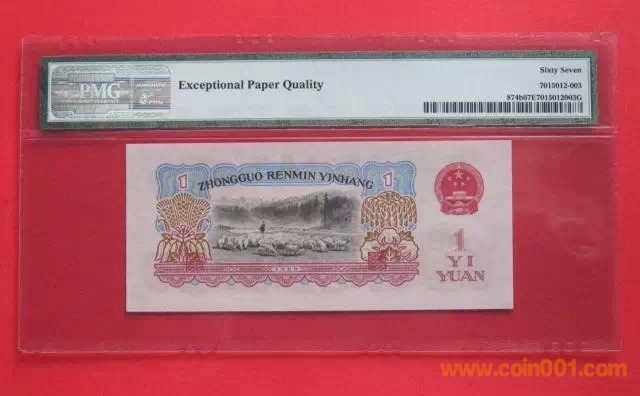 PMG
Exceptional Paper Quality
Sixty Seven
7015012-003
874b67E7015012003G
1
1
ZHONGGUO RENMIN YINHANG
1960
1
YI
YUAN
www.coin001.com